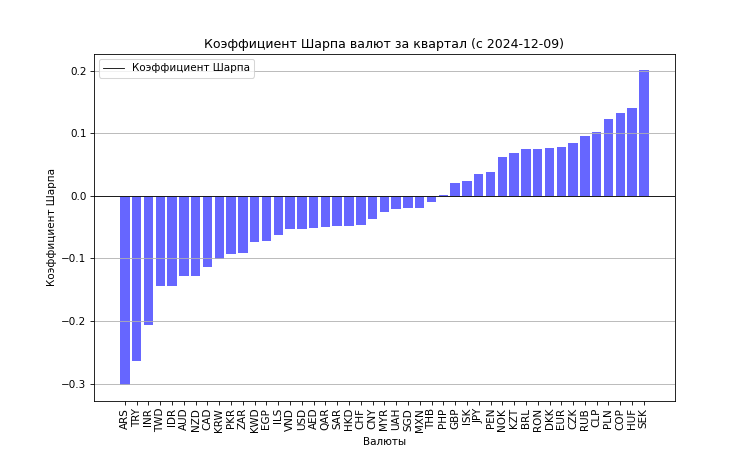 Коэффициент Шарпа валют за квартал (с 2024-12-09)
Коэффициент Шарпа
0.2
0.1
0.0
−0.1
−0.2
−0.3
Коэффициент Шарпа
ARS TRY INR TWD IDR AUD NZD CAD KRW PKR ZAR KWD EGP ILS VND USD AED QAR SAR HKD CHF CNY MYR UAH SGD MXN THB PHP GBP ISK JPY PEN NOK KZT BRL RON DKK EUR CZK RUB CLP PLN COP HUF SEK
Валюты